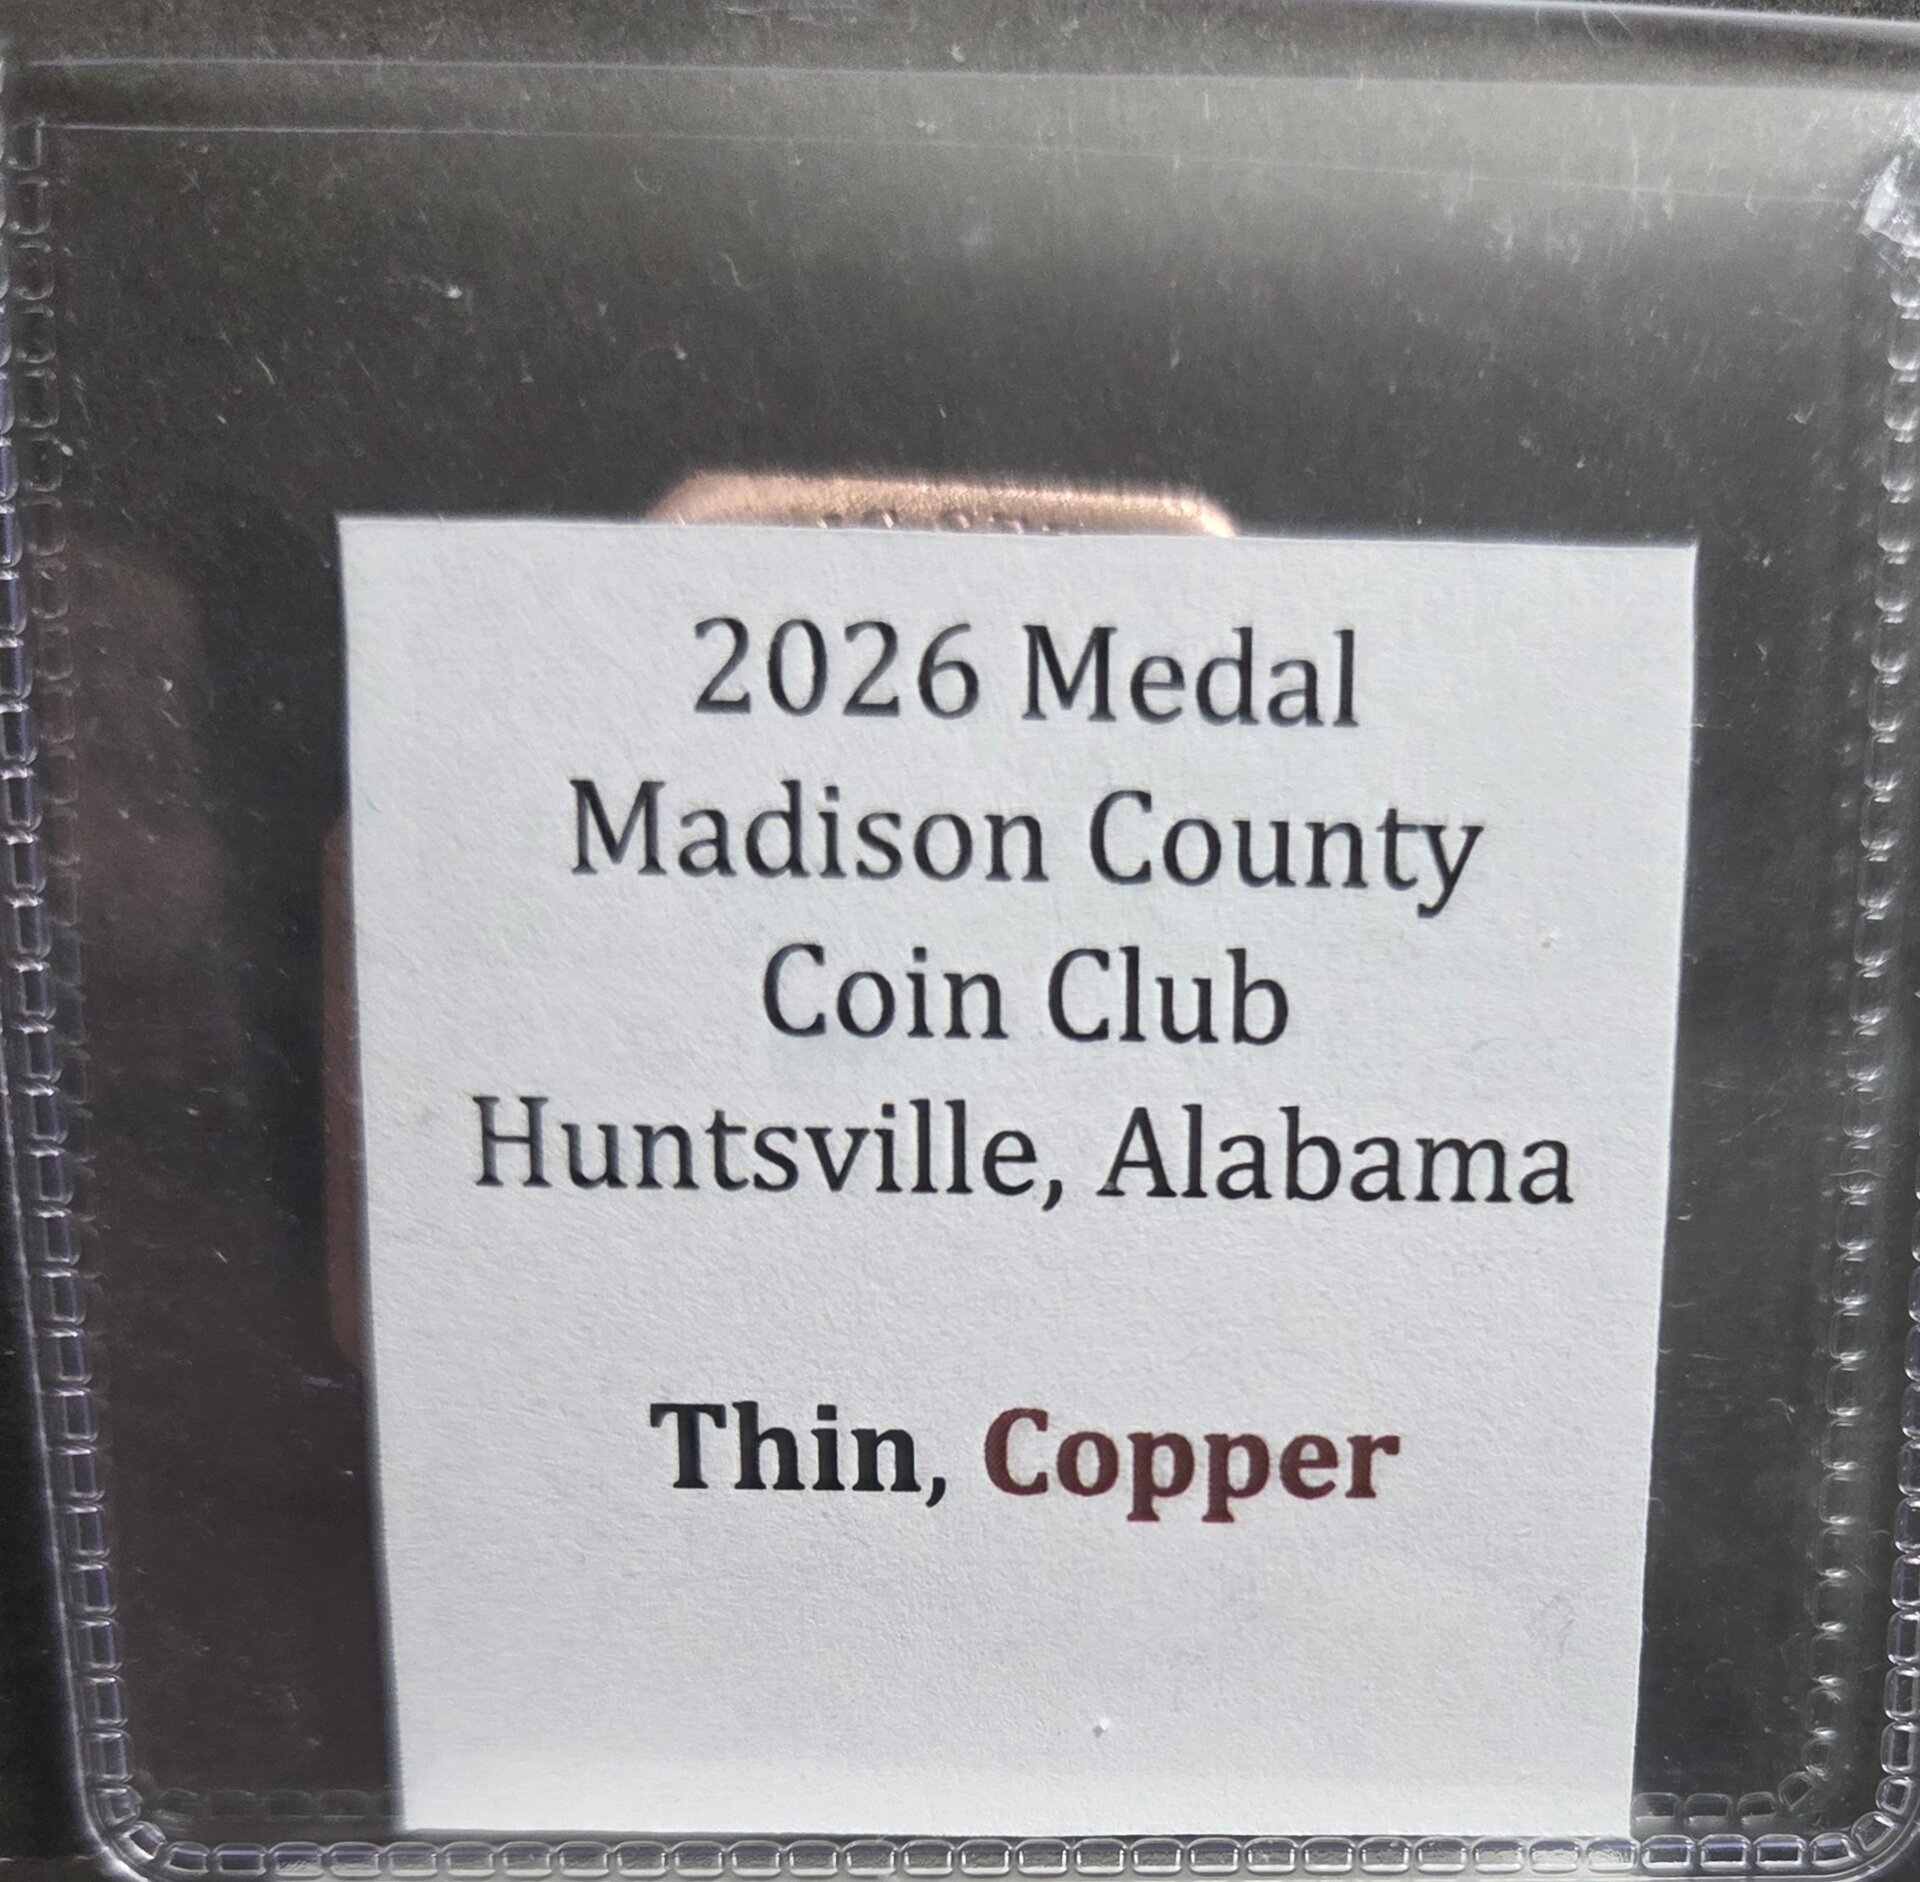 2026 Medal
Madison County
Coin Club
Huntsville, Alabama
Thin, Copper